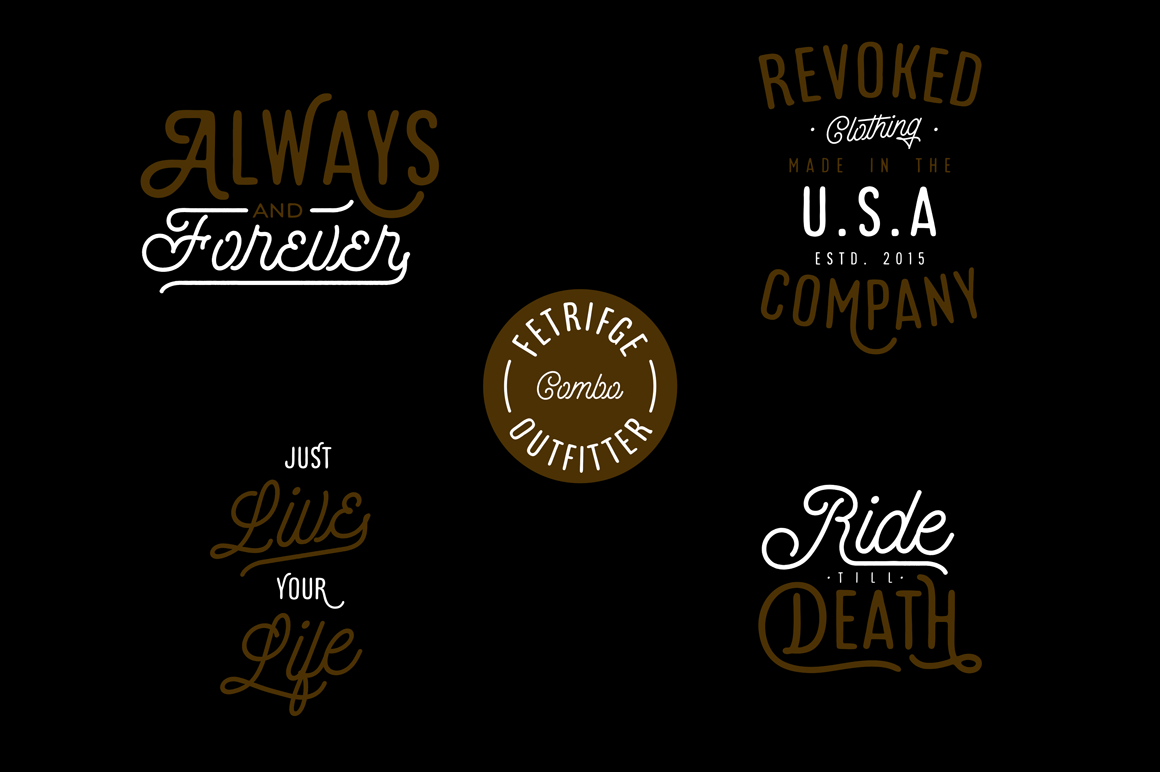 ALWAYS
AND
Forever
REVOKED
· Clothing ·
MADE IN THE
U.S.A
ESTD. 2015
COMPANY
FETRIFGE
Combo
OUTFITTER
JUST
Live
YOUR
Life
Ride
·TILL·
DEATH